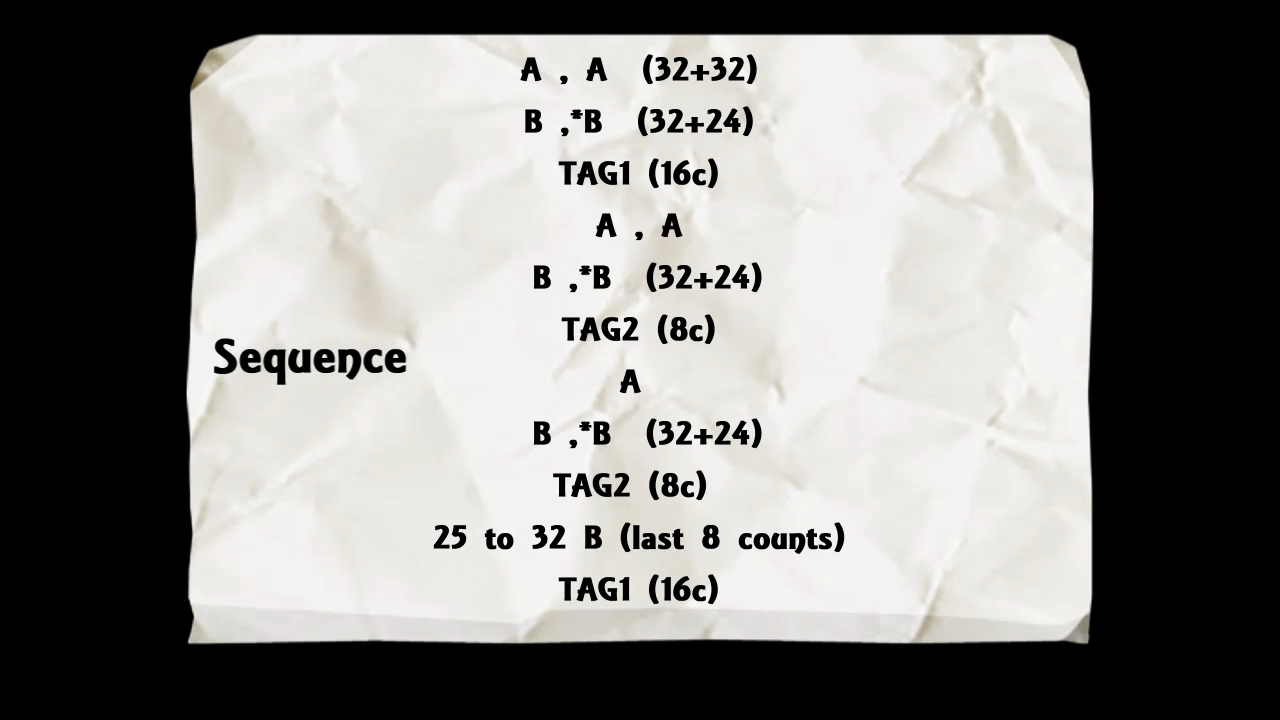 A , A (32+32)
B ,*B (32+24)
TAG1 (16c)
A , A
B ,*B (32+24)
TAG2 (8c)
Sequence
A
B ,*B (32+24)
TAG2 (8c)
25 to 32 B (last 8 counts)
TAG1 (16c)